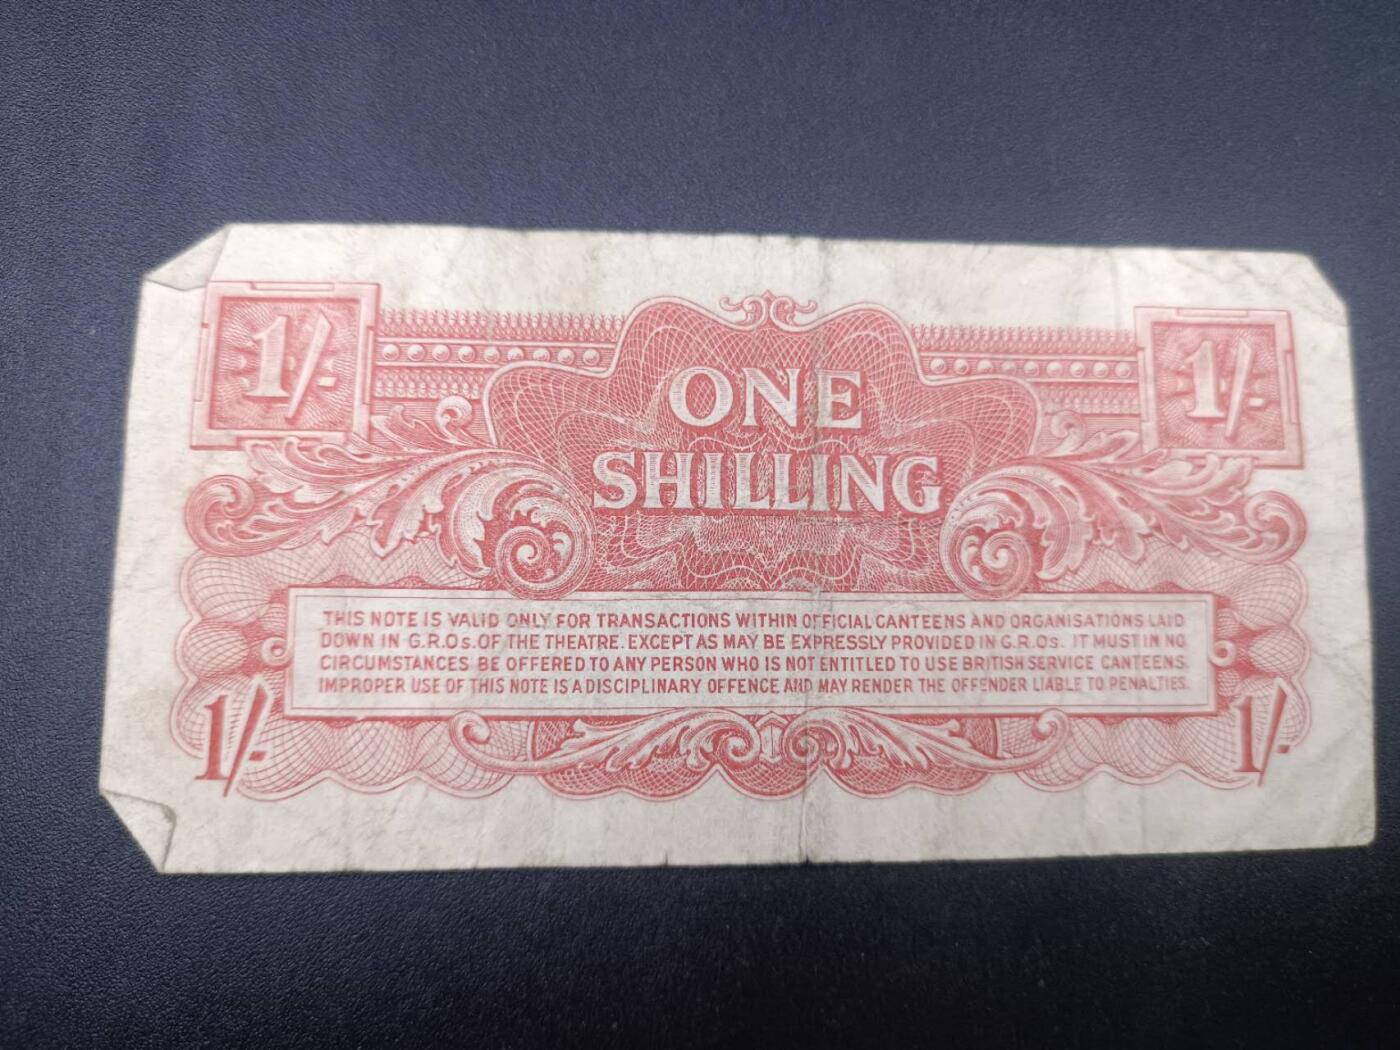 1/-
1/-
ONE
SHILLING
THIS NOTE IS VALID ONLY FOR TRANSACTIONS WITHIN OFFICIAL CANTEENS AND ORGANISATIONS LAID
DOWN IN G.R.Os. OF THE THEATRE. EXCEPT AS MAY BE EXPRESSLY PROVIDED IN G.R.Os. IT MUST IN NO
CIRCUMSTANCES BE OFFERED TO ANY PERSON WHO IS NOT ENTITLED TO USE BRITISH SERVICE CANTEENS.
IMPROPER USE OF THIS NOTE IS A DISCIPLINARY OFFENCE AND MAY RENDER THE OFFENDER LIABLE TO PENALTIES.
1/-
1/-